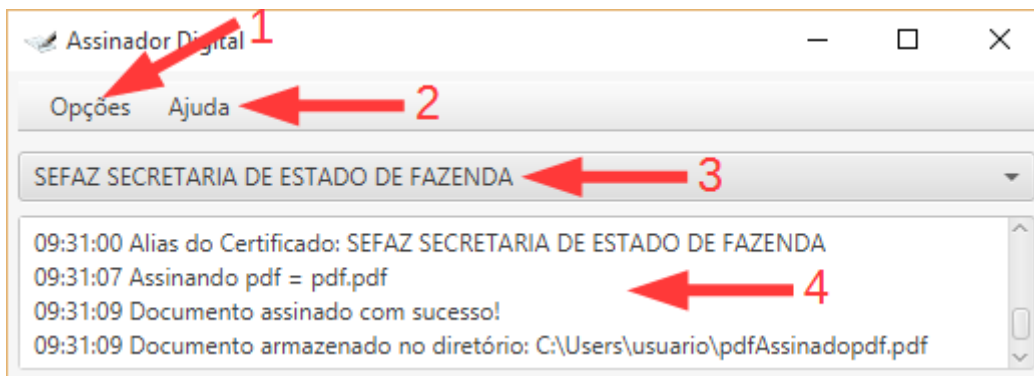 Assinador Digital 1
Opções Ajuda 2
SEFAZ SECRETARIA DE ESTADO DE FAZENDA 3
09:31:00 Alias do Certificado: SEFAZ SECRETARIA DE ESTADO DE FAZENDA
09:31:07 Assinando pdf = pdf.pdf
4
09:31:09 Documento assinado com sucesso!
09:31:09 Documento armazenado no diretório: C:\Users\usuario\pdfAssinadopdf.pdf